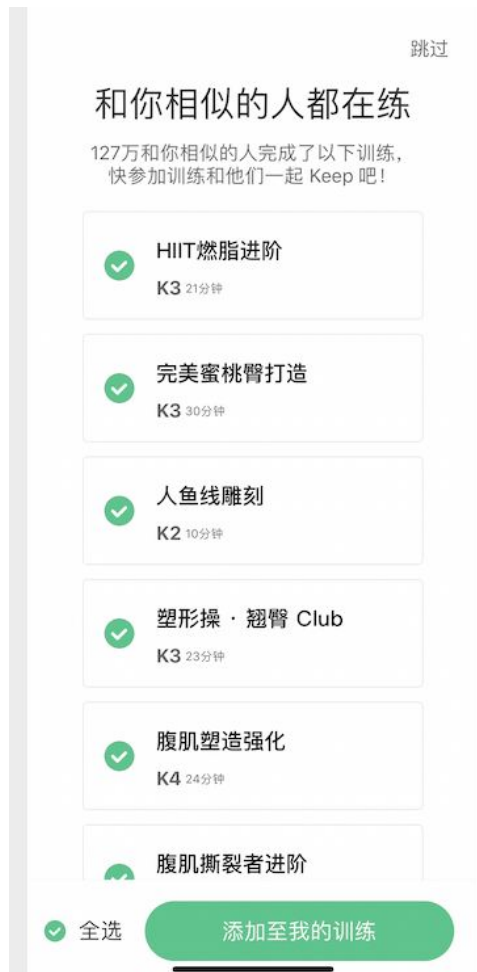 跳过
和你相似的人都在练
127万和你相似的人完成了以下训练，
快参加训练和他们一起 Keep 吧！
HIIT燃脂进阶
K3 21分钟
完美蜜桃臀打造
K3 30分钟
人鱼线雕刻
K2 10分钟
塑形操 · 翘臀 Club
K3 23分钟
腹肌塑造强化
K4 24分钟
腹肌撕裂者进阶
全选
添加至我的训练